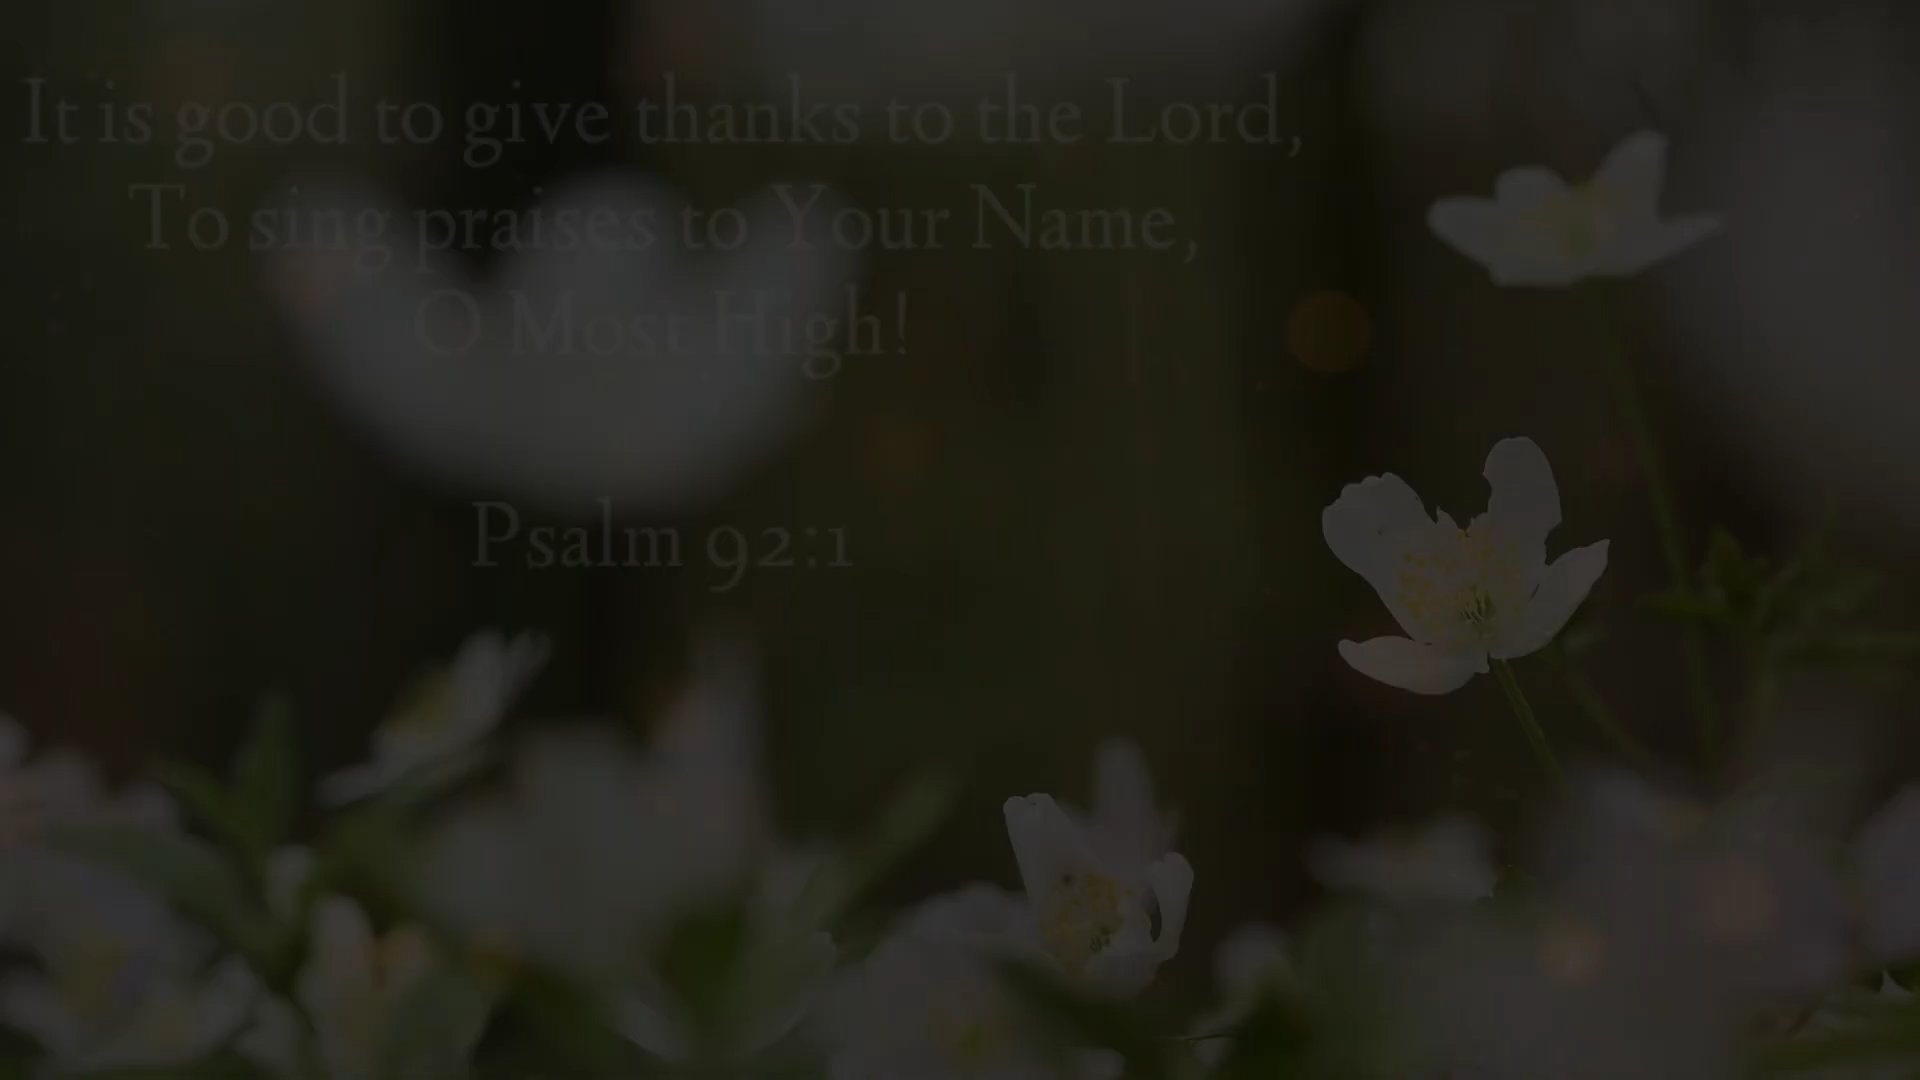 It is good to give thanks to the Lord,
To sing praises to Your Name,
O Most High!
Psalm 92:1